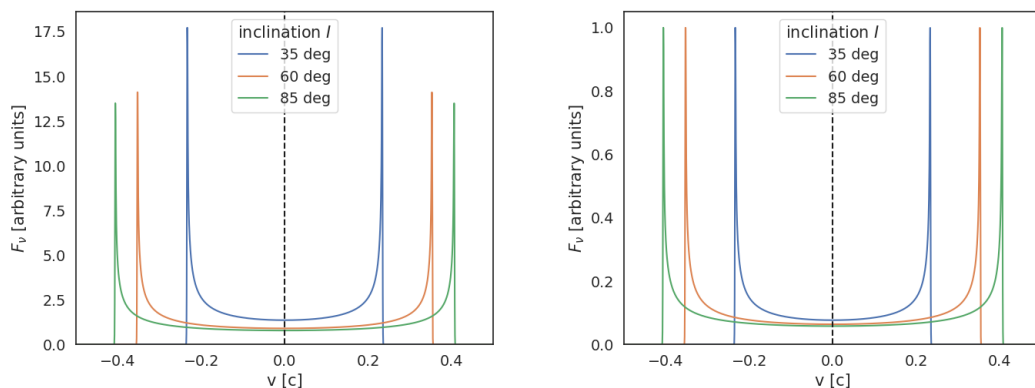 17.5
15.0
12.5
10.0
7.5
5.0
2.5
0.0
F_ν [arbitrary units]
inclination I
35 deg
60 deg
85 deg
−0.4
−0.2
0.0
0.2
0.4
v [c]
1.0
0.8
0.6
0.4
0.2
0.0
F_ν [arbitrary units]
inclination I
35 deg
60 deg
85 deg
−0.4
−0.2
0.0
0.2
0.4
v [c]